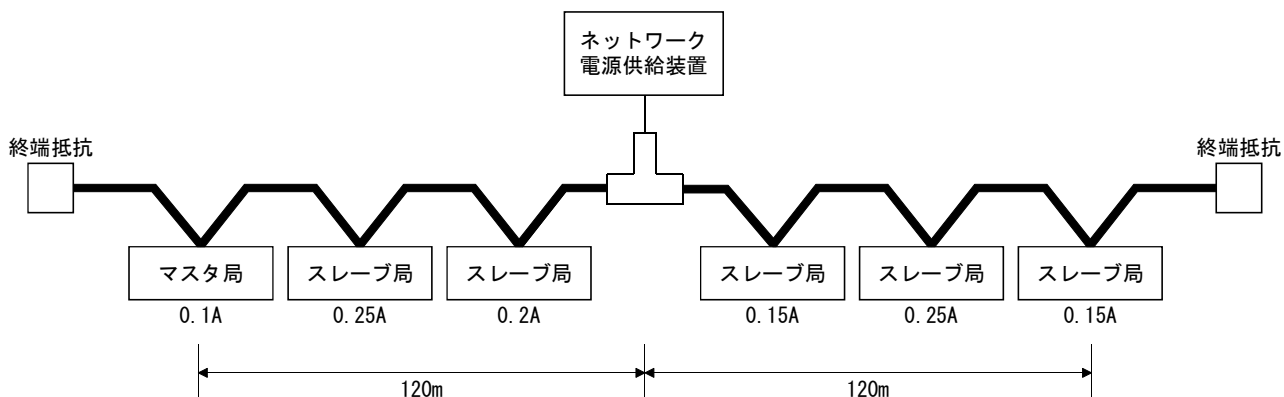 ネットワーク
電源供給装置
終端抵抗
終端抵抗
マスタ局
スレーブ局
スレーブ局
スレーブ局
スレーブ局
スレーブ局
0.1A
0.25A
0.2A
0.15A
0.25A
0.15A
120m
120m